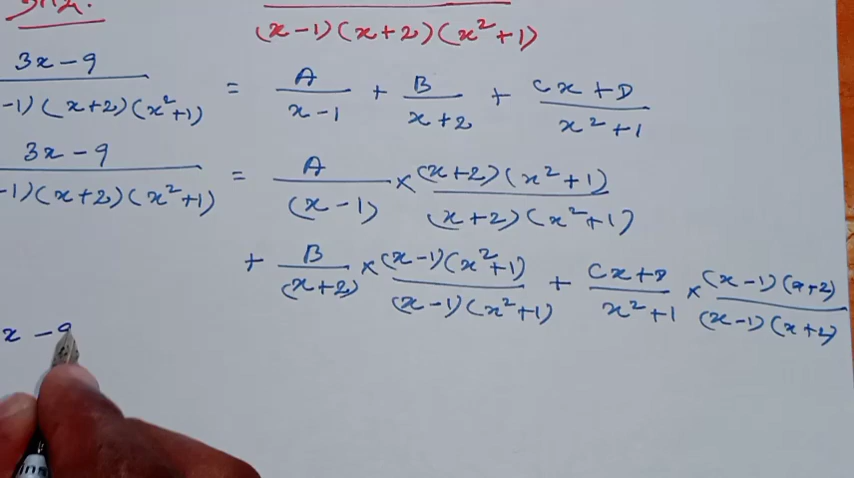 (x-1)(x+2)(x²+1)
3x-9 / -1)(x+2)(x²+1) = A / x-1 + B / x+2 + Cx+D / x²+1
3x-9 / -1)(x+2)(x²+1) = A / (x-1) × (x+2)(x²+1) / (x+2)(x²+1)
+ B / (x+2) × (x-1)(x²+1) / (x-1)(x²+1) + Cx+D / x²+1 × (x-1)(x+2) / (x-1)(x+2)
x - 9